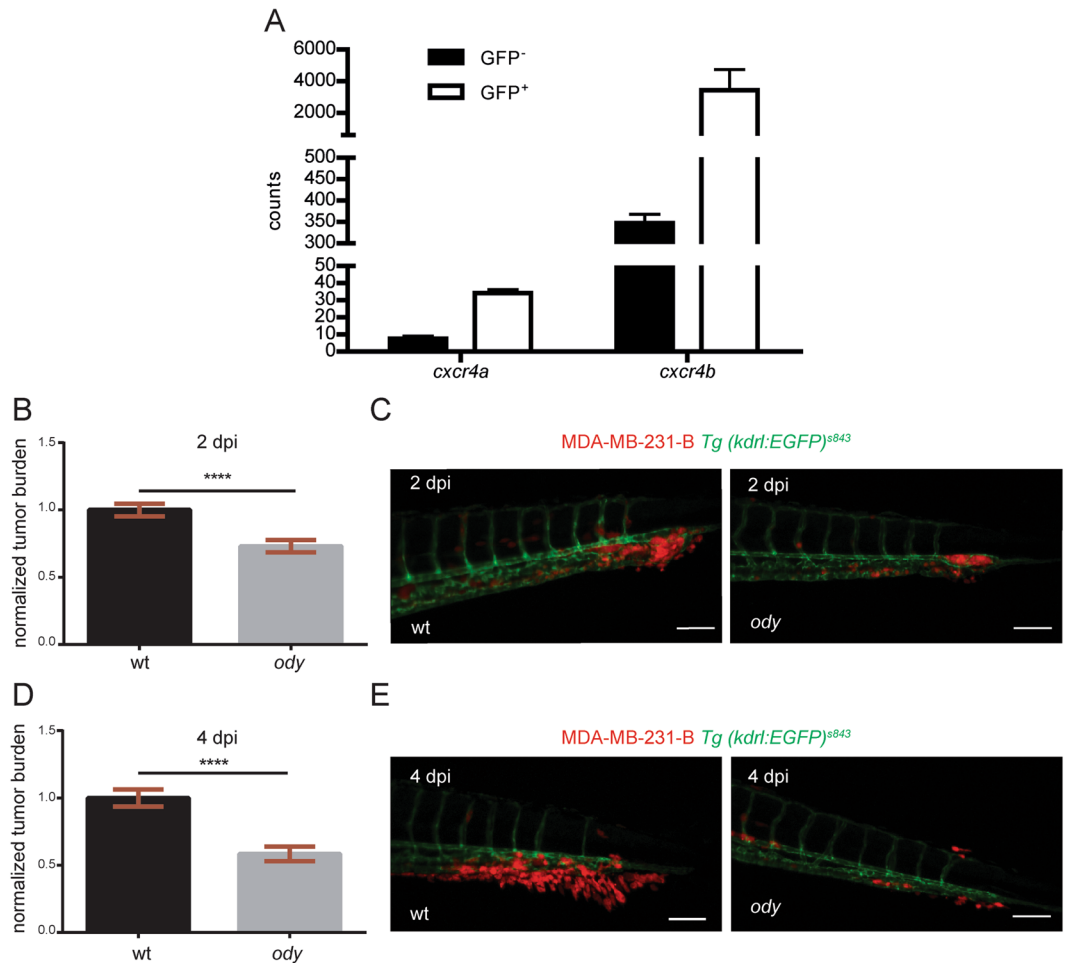 A
6000
4000
2000
500
450
400
350
300
50
40
30
20
10
0
counts
GFP-
GFP+
cxcr4a
cxcr4b
B
2 dpi
1.5
1.0
0.5
0.0
normalized tumor burden
****
wt
ody
C
MDA-MB-231-B Tg (kdrl:EGFP)s843
2 dpi
wt
2 dpi
ody
D
4 dpi
1.5
1.0
0.5
0.0
normalized tumor burden
****
wt
ody
E
MDA-MB-231-B Tg (kdrl:EGFP)s843
4 dpi
wt
4 dpi
ody